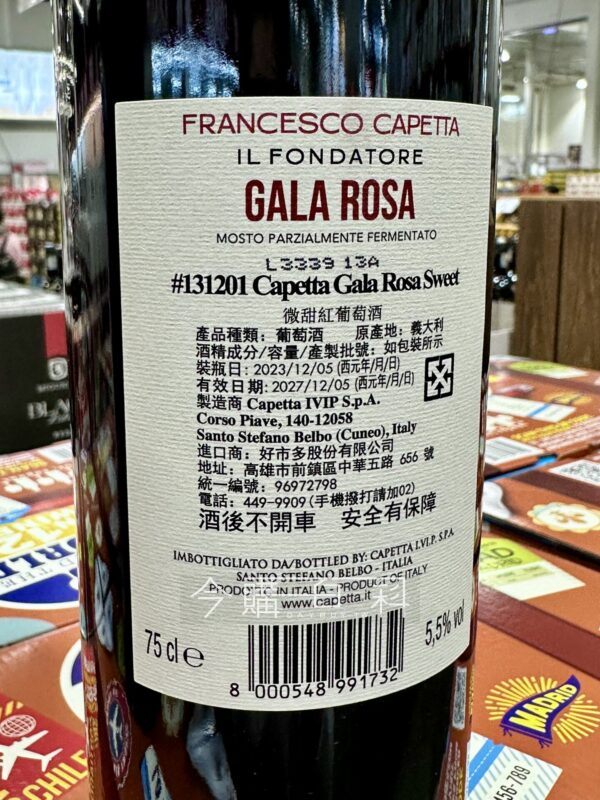 FRANCESCO CAPETTA
IL FONDATORE
GALA ROSA
MOSTO PARZIALMENTE FERMENTATO
L3339 13A
#131201 Capetta Gala Rosa Sweet
微甜紅葡萄酒
產品種類: 葡萄酒 原產地: 義大利
酒精成分/容量/產製批號: 如包裝所示
裝瓶日: 2023/12/05 (西元年/月/日)
有效日期: 2027/12/05 (西元年/月/日)
製造商 Capetta IVIP S.p.A.
Corso Piave, 140-12058
Santo Stefano Belbo (Cuneo), Italy
進口商: 好市多股份有限公司
地址: 高雄市前鎮區中華五路 656 號
統一編號: 96972798
電話: 449-9909 (手機撥打請加02)
酒後不開車 安全有保障
IMBOTTIGLIATO DA/BOTTLED BY: CAPETTA I.V.I.P. S.P.A.
SANTO STEFANO BELBO - ITALIA
PRODOTTO IN ITALIA - PRODUCT OF ITALY
www.capetta.it
75 cl e
5,5% vol
8 000548 991732
MADRID
CHILE
456-789